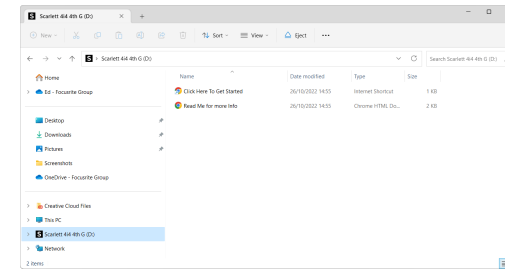 Scarlett 4i4 4th G (D:)
New Sort View Eject
Scarlett 4i4 4th G (D:) Search Scarlett 4i4 4th G (D:)
Home
Ed - Focusrite Group
Desktop
Downloads
Pictures
Screenshots
OneDrive - Focusrite Group
Creative Cloud Files
This PC
Scarlett 4i4 4th G (D:)
Network
Name Date modified Type Size
Click Here To Get Started 26/10/2022 14:55 Internet Shortcut 1 KB
Read Me for more Info 26/10/2022 14:55 Chrome HTML Do... 2 KB
2 items